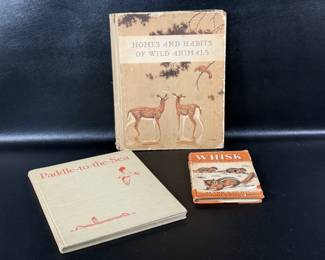 HOMES AND HABITS
OF WILD ANIMALS
Paddle-to-the-Sea
WHISK